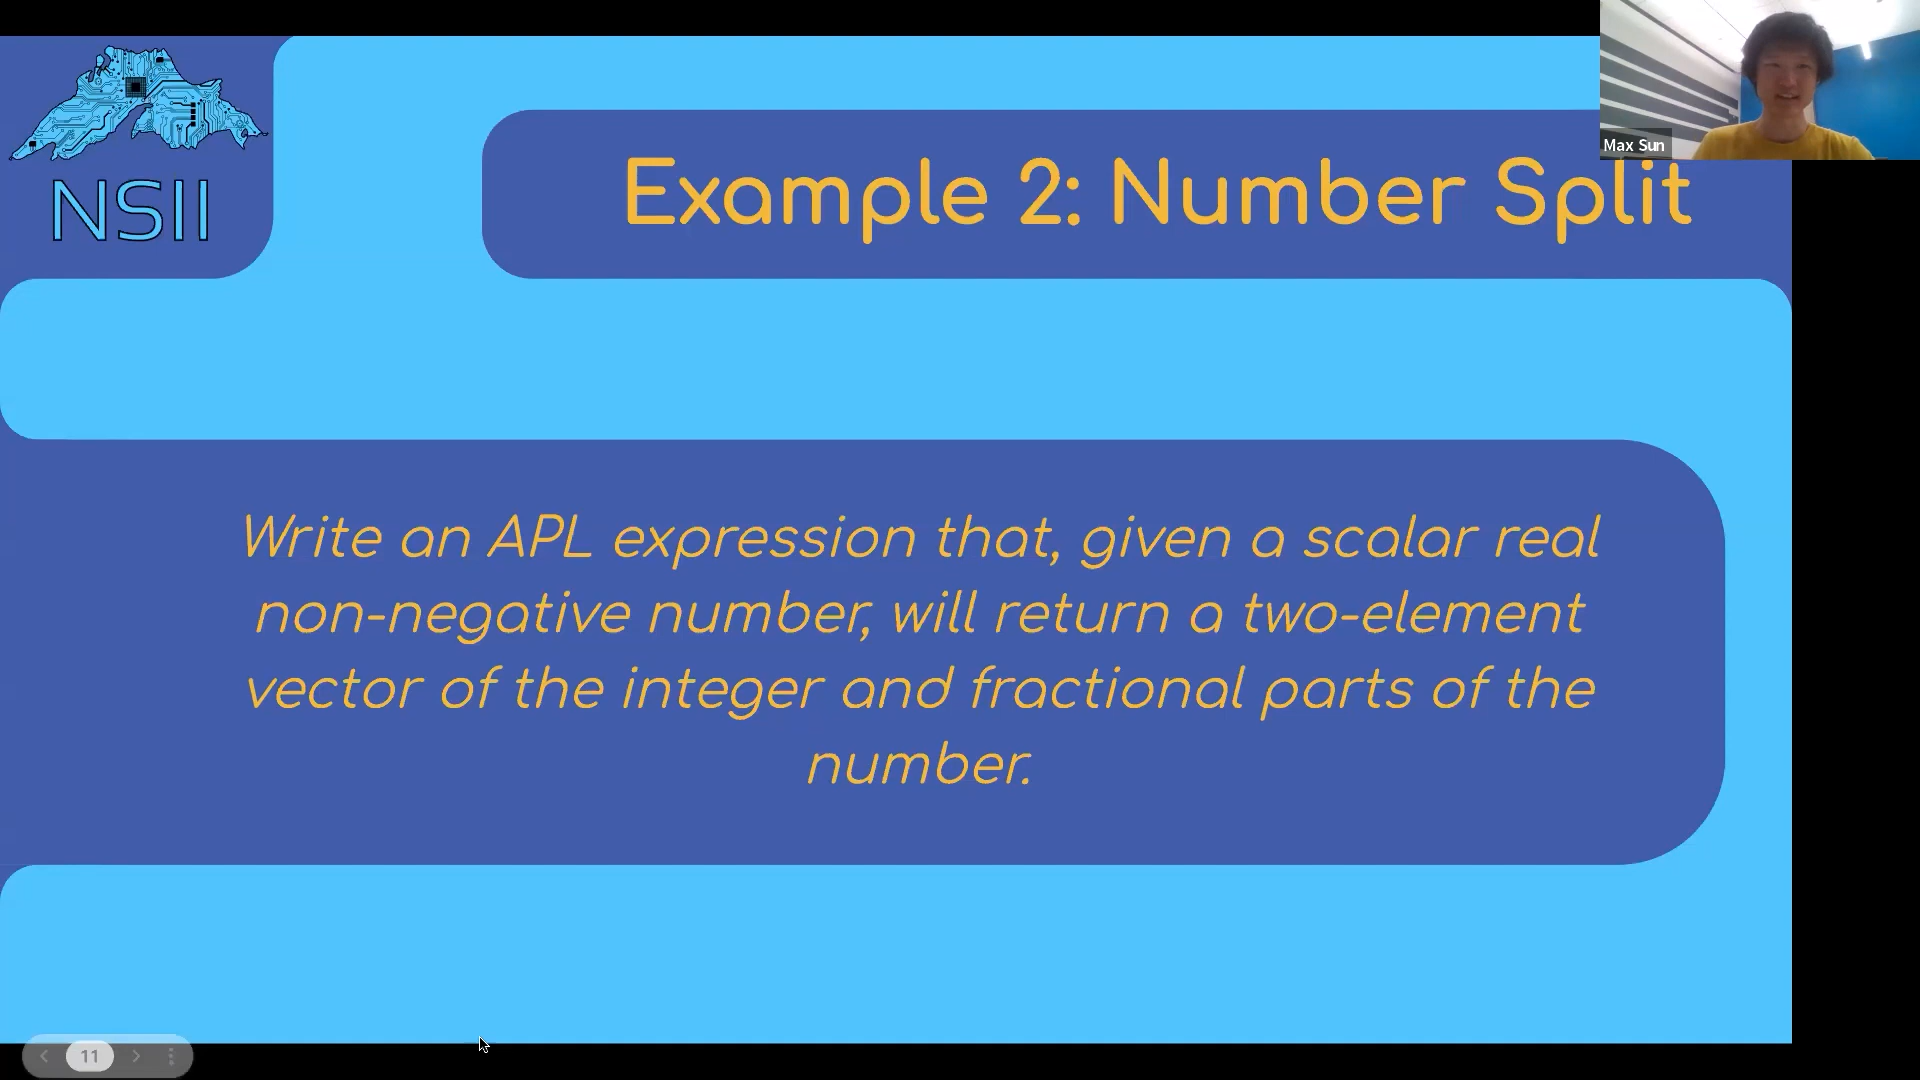 NSII
Max Sun
Example 2: Number Split
Write an APL expression that, given a scalar real
non-negative number, will return a two-element
vector of the integer and fractional parts of the
number.
11